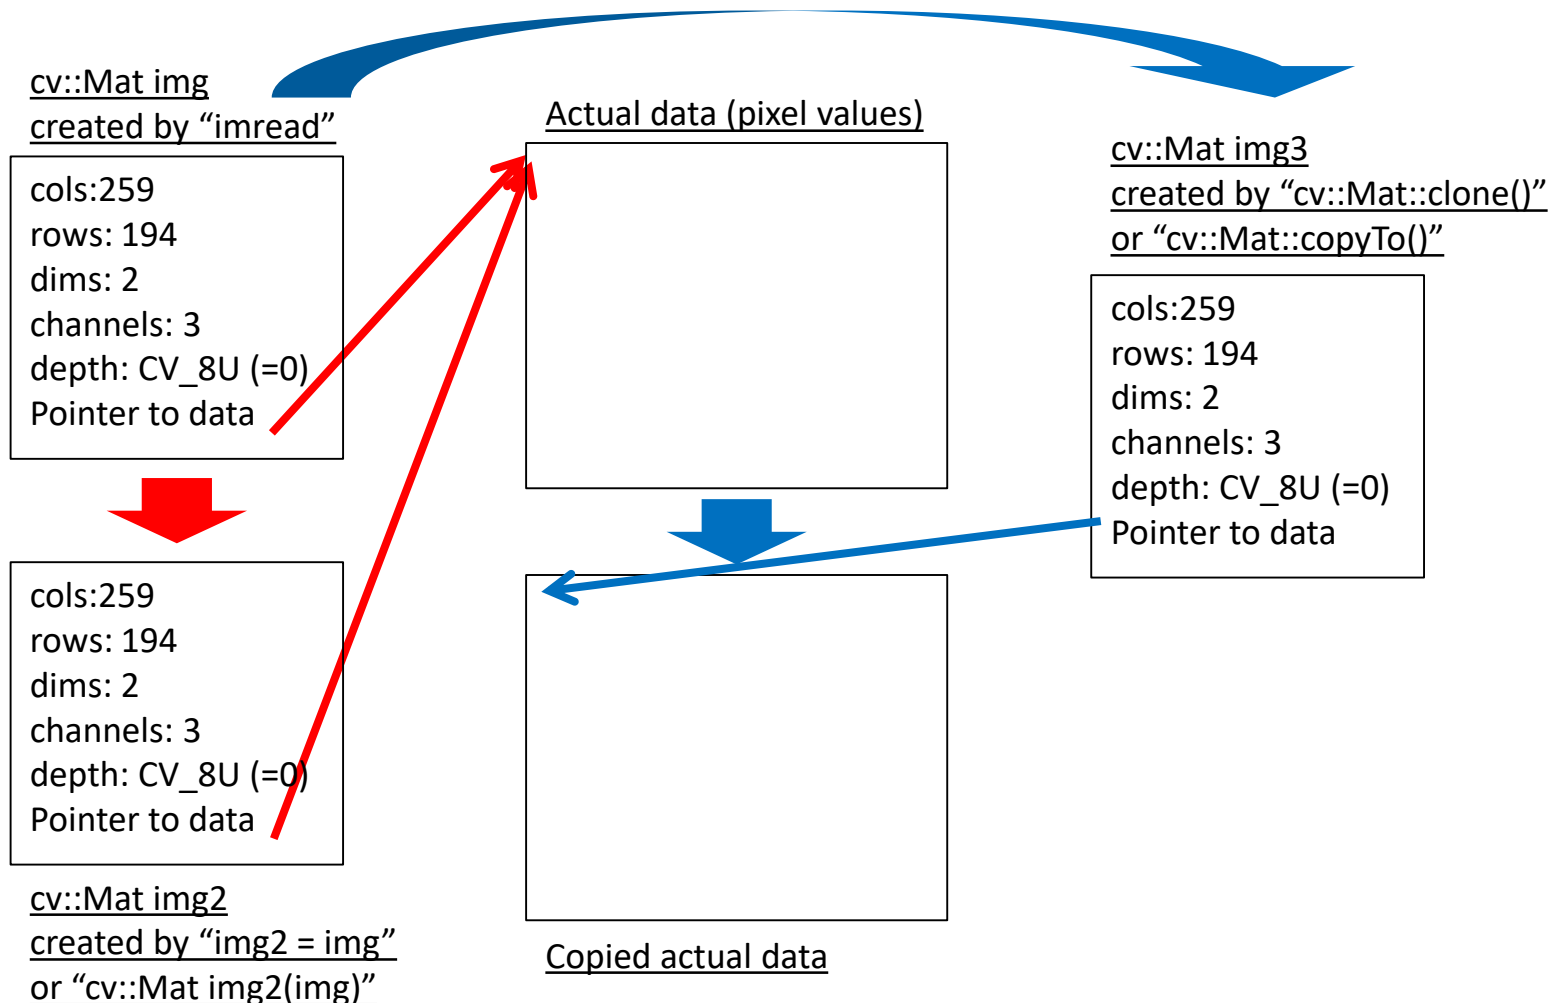 cv::Mat img
created by “imread”
cols:259
rows: 194
dims: 2
channels: 3
depth: CV_8U (=0)
Pointer to data
cols:259
rows: 194
dims: 2
channels: 3
depth: CV_8U (=0)
Pointer to data
cv::Mat img2
created by “img2 = img”
or “cv::Mat img2(img)”
Actual data (pixel values)
Copied actual data
cv::Mat img3
created by “cv::Mat::clone()”
or “cv::Mat::copyTo()”
cols:259
rows: 194
dims: 2
channels: 3
depth: CV_8U (=0)
Pointer to data